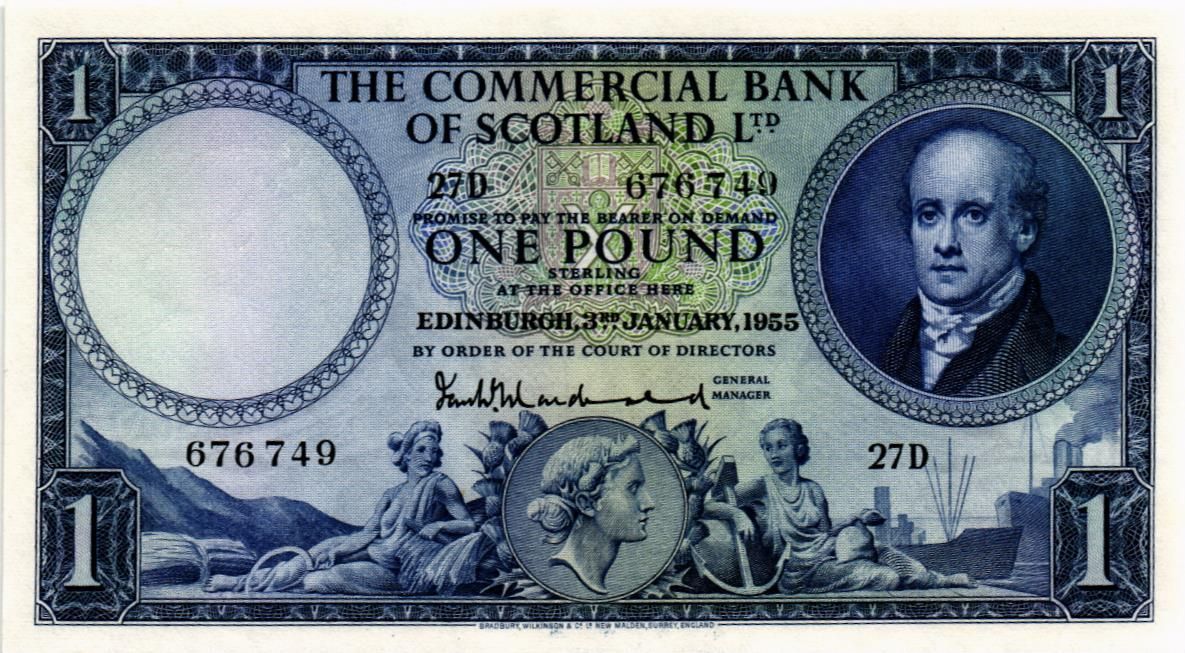 1 1
THE COMMERCIAL BANK
OF SCOTLAND LTD
27D 676749
PROMISE TO PAY THE BEARER ON DEMAND
ONE POUND
STERLING
AT THE OFFICE HERE
EDINBURGH, 3RD JANUARY, 1955
BY ORDER OF THE COURT OF DIRECTORS
GENERAL
MANAGER
676749 27D
1 1
BRADBURY, WILKINSON & Co Ld NEW MALDEN, SURREY, ENGLAND